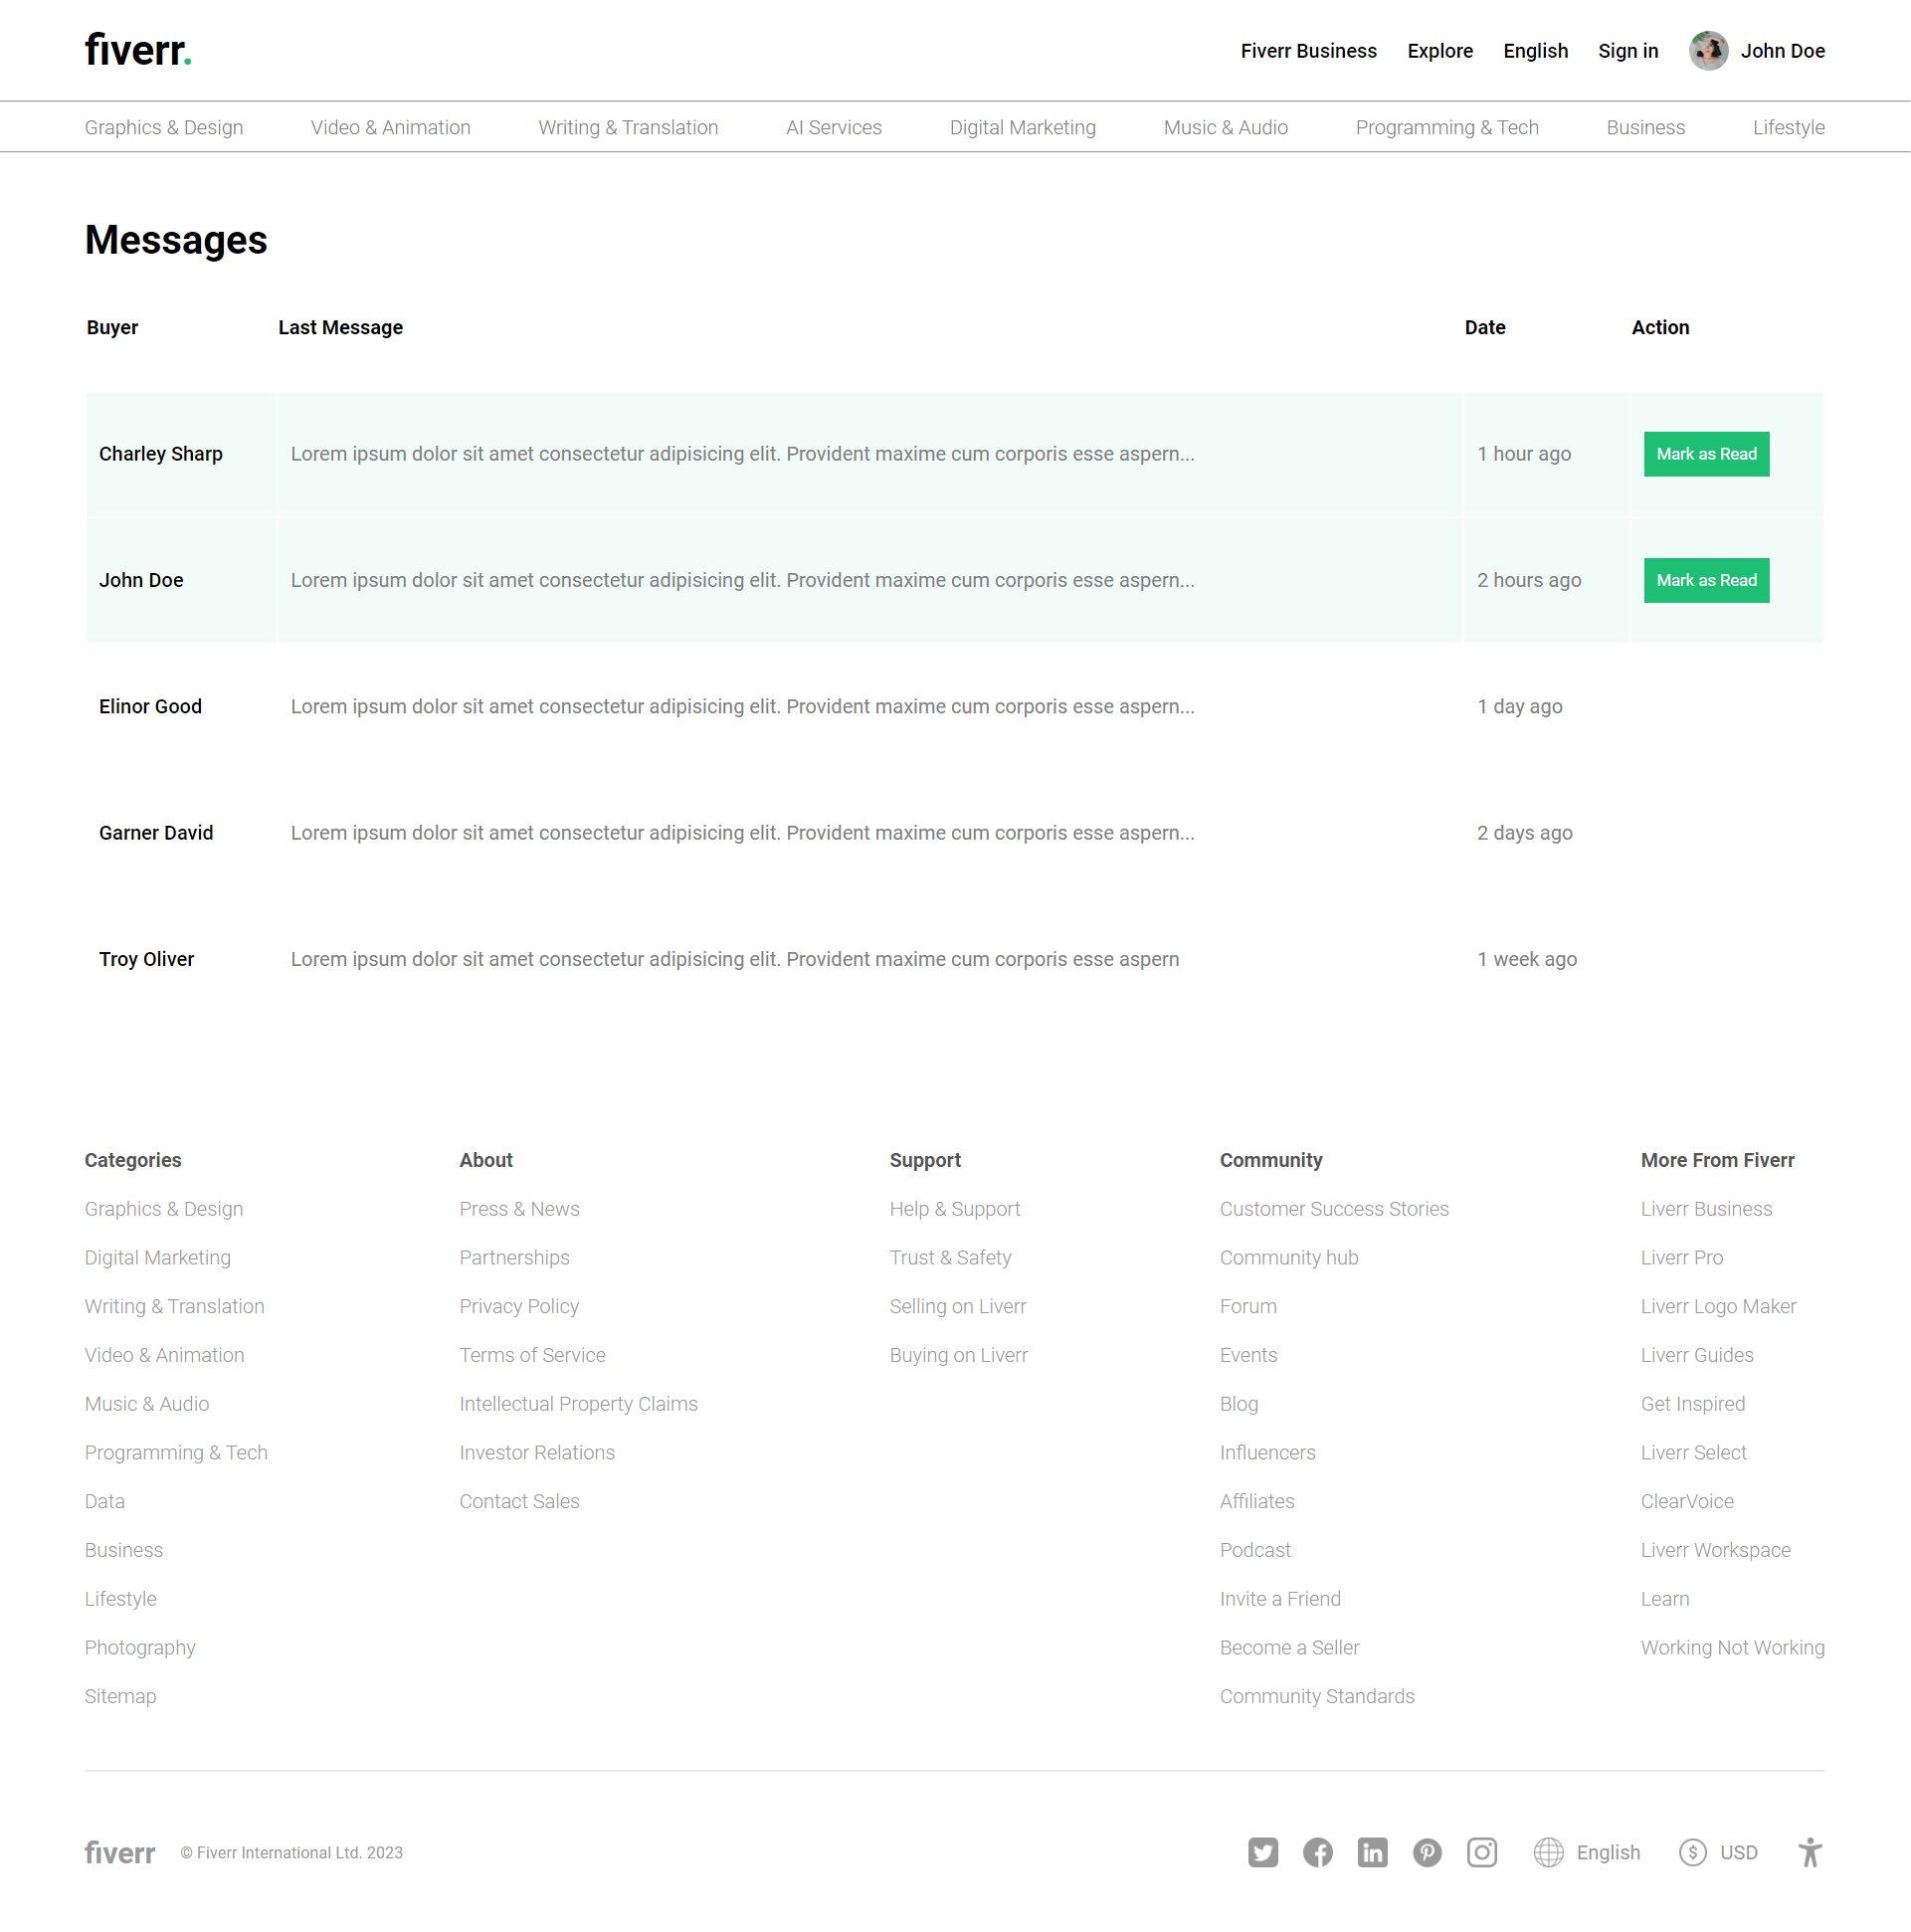 fiverr.
Fiverr Business Explore English Sign in John Doe
Graphics & Design Video & Animation Writing & Translation AI Services Digital Marketing Music & Audio Programming & Tech Business Lifestyle
Messages
Buyer Last Message Date Action
Charley Sharp Lorem ipsum dolor sit amet consectetur adipisicing elit. Provident maxime cum corporis esse aspern... 1 hour ago Mark as Read
John Doe Lorem ipsum dolor sit amet consectetur adipisicing elit. Provident maxime cum corporis esse aspern... 2 hours ago Mark as Read
Elinor Good Lorem ipsum dolor sit amet consectetur adipisicing elit. Provident maxime cum corporis esse aspern... 1 day ago
Garner David Lorem ipsum dolor sit amet consectetur adipisicing elit. Provident maxime cum corporis esse aspern... 2 days ago
Troy Oliver Lorem ipsum dolor sit amet consectetur adipisicing elit. Provident maxime cum corporis esse aspern 1 week ago
Categories
Graphics & Design
Digital Marketing
Writing & Translation
Video & Animation
Music & Audio
Programming & Tech
Data
Business
Lifestyle
Photography
Sitemap
About
Press & News
Partnerships
Privacy Policy
Terms of Service
Intellectual Property Claims
Investor Relations
Contact Sales
Support
Help & Support
Trust & Safety
Selling on Liverr
Buying on Liverr
Community
Customer Success Stories
Community hub
Forum
Events
Blog
Influencers
Affiliates
Podcast
Invite a Friend
Become a Seller
Community Standards
More From Fiverr
Liverr Business
Liverr Pro
Liverr Logo Maker
Liverr Guides
Get Inspired
Liverr Select
ClearVoice
Liverr Workspace
Learn
Working Not Working
fiverr © Fiverr International Ltd. 2023 English USD